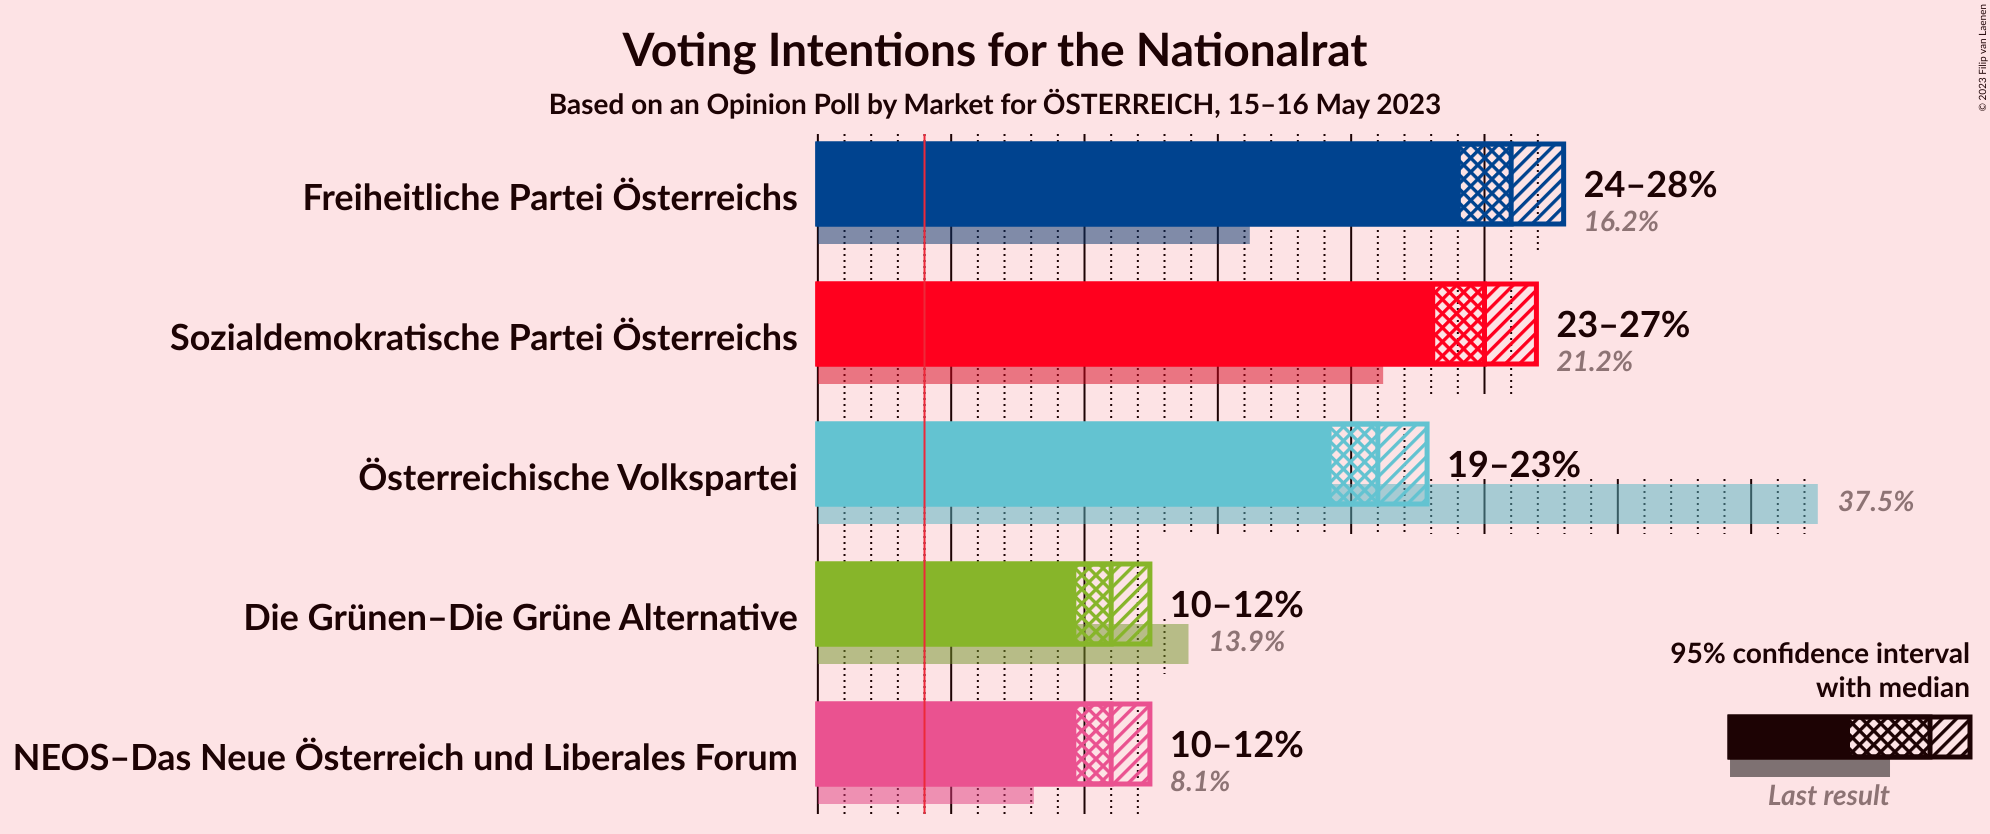 Voting Intentions for the Nationalrat
Based on an Opinion Poll by Market for ÖSTERREICH, 15–16 May 2023
© 2023 Filip van Laenen
Freiheitliche Partei Österreichs
24–28%
16.2%
Sozialdemokratische Partei Österreichs
23–27%
21.2%
Österreichische Volkspartei
19–23%
37.5%
Die Grünen–Die Grüne Alternative
10–12%
13.9%
NEOS–Das Neue Österreich und Liberales Forum
10–12%
8.1%
95% confidence interval
with median
Last result